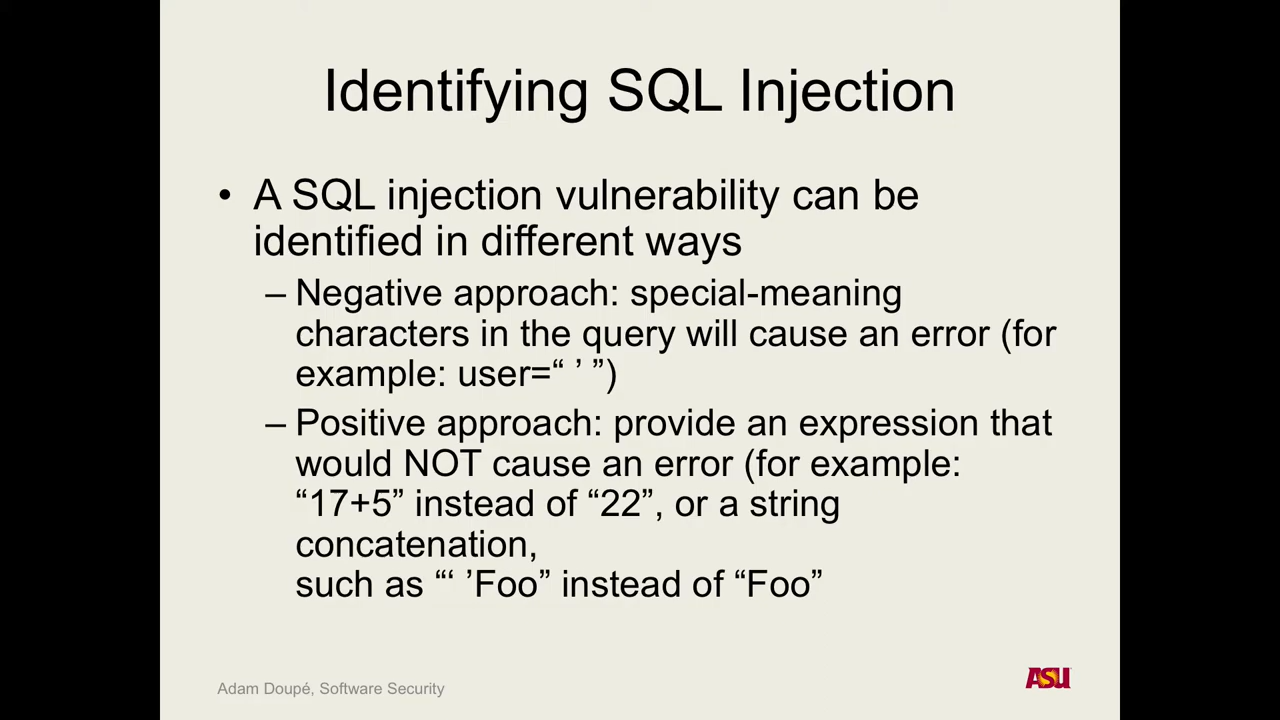 Identifying SQL Injection
• A SQL injection vulnerability can be
identified in different ways
– Negative approach: special-meaning
characters in the query will cause an error (for
example: user=“ ’ ”)
– Positive approach: provide an expression that
would NOT cause an error (for example:
“17+5” instead of “22”, or a string
concatenation,
such as “‘ ’Foo” instead of “Foo”
Adam Doupé, Software Security
ASU